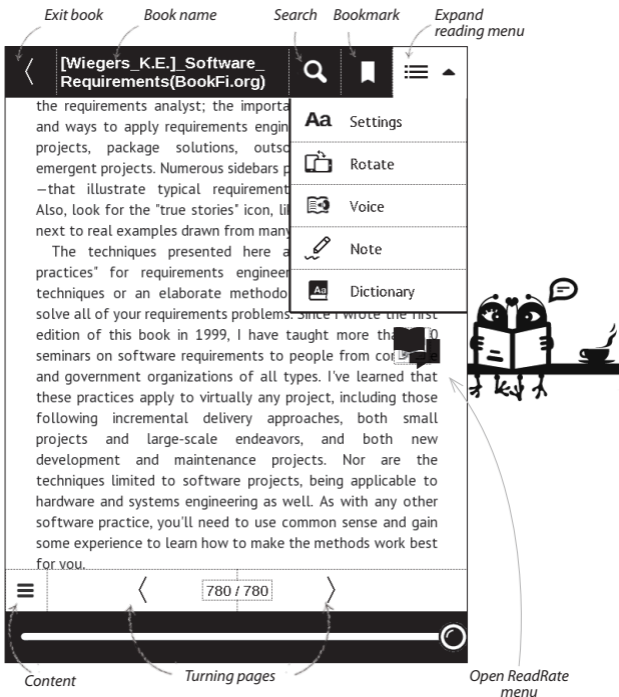 Exit book
Book name
Search
Bookmark
Expand
reading menu
[Wiegers_K.E.]_Software_
Requirements(BookFi.org)
the requirements analyst; the importa
and ways to apply requirements engin
projects, package solutions, outso
emergent projects. Numerous sidebars p
—that illustrate typical requirement
Also, look for the "true stories" icon, li
next to real examples drawn from many
The techniques presented here a
practices" for requirements engineer
techniques or an elaborate methodo
solve all of your requirements problems. Since I wrote the first
edition of this book in 1999, I have taught more tha 0
seminars on software requirements to people from co e
and government organizations of all types. I've learned that
these practices apply to virtually any project, including those
following incremental delivery approaches, both small
projects and large-scale endeavors, and both new
development and maintenance projects. Nor are the
techniques limited to software projects, being applicable to
hardware and systems engineering as well. As with any other
software practice, you'll need to use common sense and gain
some experience to learn how to make the methods work best
for you.
Aa Settings
Rotate
Voice
Note
Aa Dictionary
780 / 780
Content
Turning pages
Open ReadRate
menu